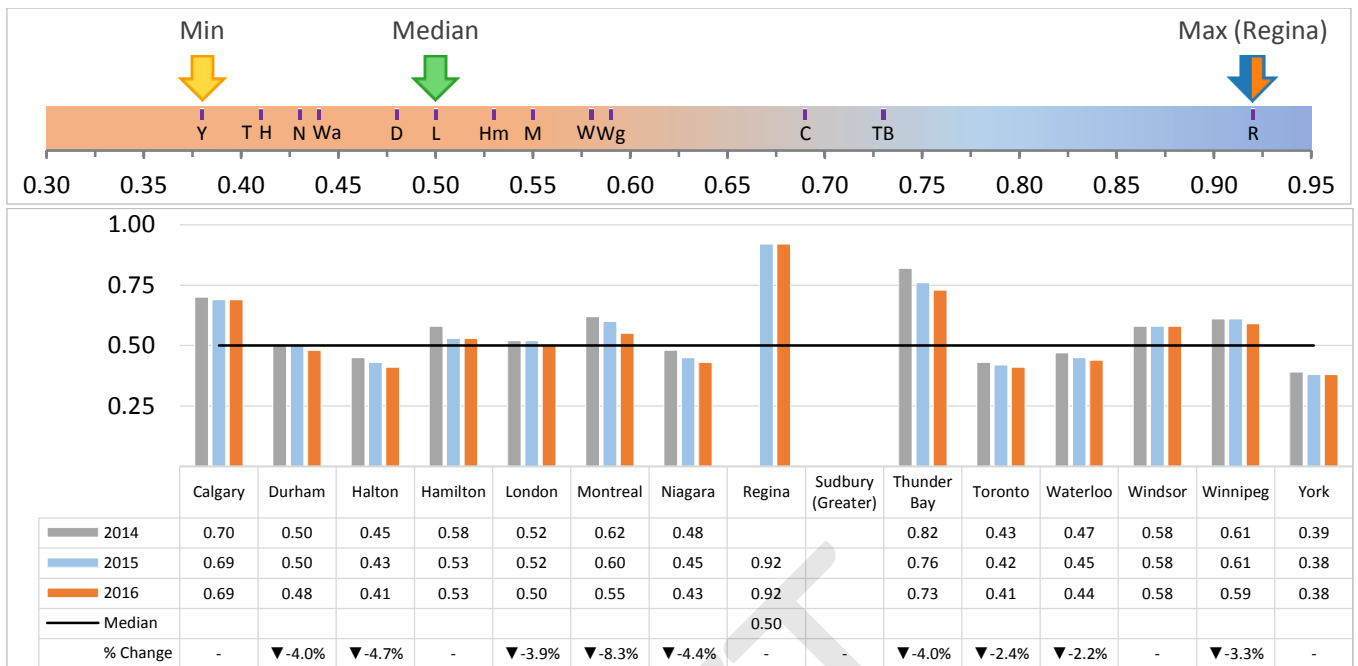 Min Median Max (Regina)
Y T H N Wa D L Hm M W Wg C TB R
0.30 0.35 0.40 0.45 0.50 0.55 0.60 0.65 0.70 0.75 0.80 0.85 0.90 0.95
1.00
0.75
0.50
0.25
Calgary Durham Halton Hamilton London Montreal Niagara Regina Sudbury (Greater) Thunder Bay Toronto Waterloo Windsor Winnipeg York
2014 0.70 0.50 0.45 0.58 0.52 0.62 0.48 0.82 0.43 0.47 0.58 0.61 0.39
2015 0.69 0.50 0.43 0.53 0.52 0.60 0.45 0.92 0.76 0.42 0.45 0.58 0.61 0.38
2016 0.69 0.48 0.41 0.53 0.50 0.55 0.43 0.92 0.73 0.41 0.44 0.58 0.59 0.38
Median 0.50
% Change - ▼-4.0% ▼-4.7% - ▼-3.9% ▼-8.3% ▼-4.4% - - ▼-4.0% ▼-2.4% ▼-2.2% - ▼-3.3% -